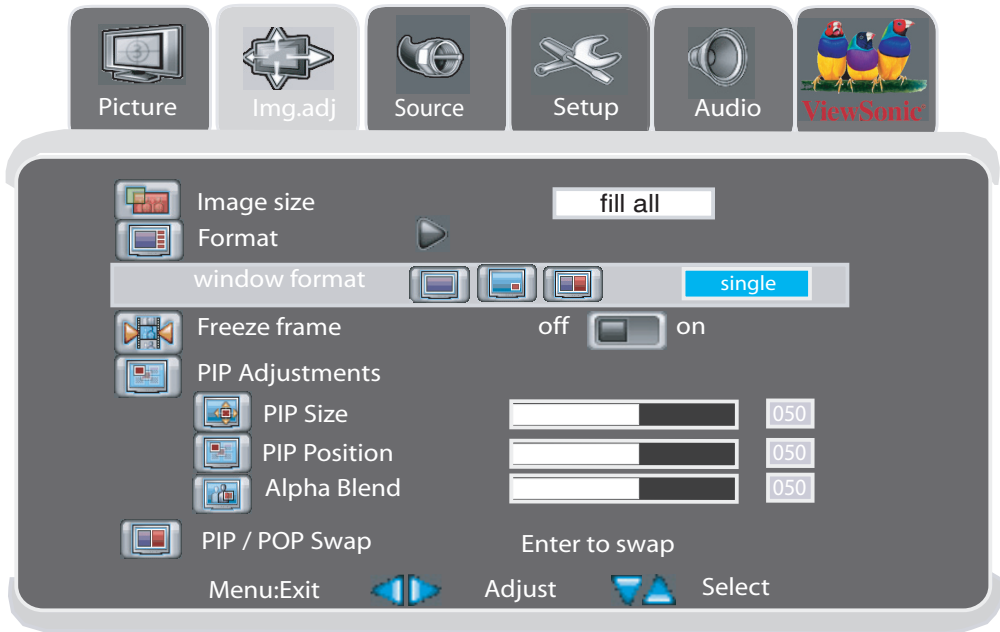 Picture Img.adj Source Setup Audio ViewSonic
Image size fill all
Format
window format single
Freeze frame off on
PIP Adjustments
PIP Size 050
PIP Position 050
Alpha Blend 050
PIP / POP Swap Enter to swap
Menu:Exit Adjust Select